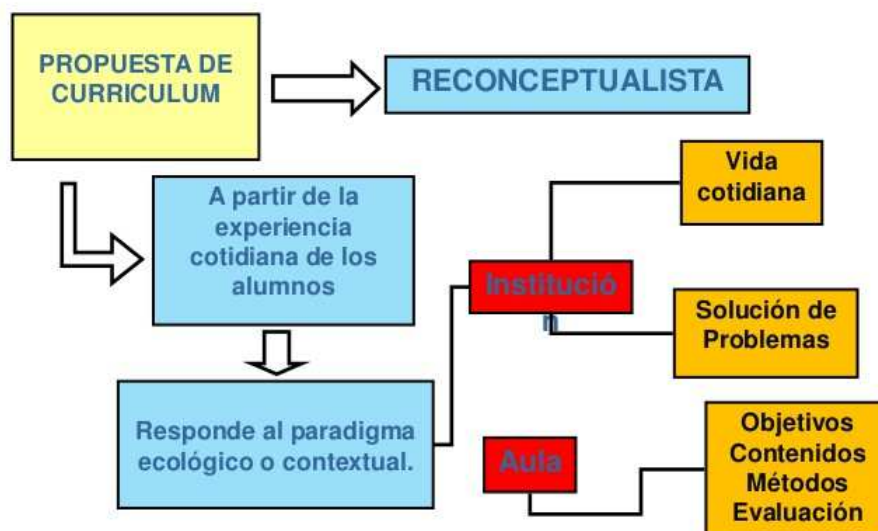 PROPUESTA DE
CURRICULUM
RECONCEPTUALISTA
A partir de la
experiencia
cotidiana de los
alumnos
Responde al paradigma
ecológico o contextual.
Institució
n
Vida
cotidiana
Solución de
Problemas
Aula
Objetivos
Contenidos
Métodos
Evaluación